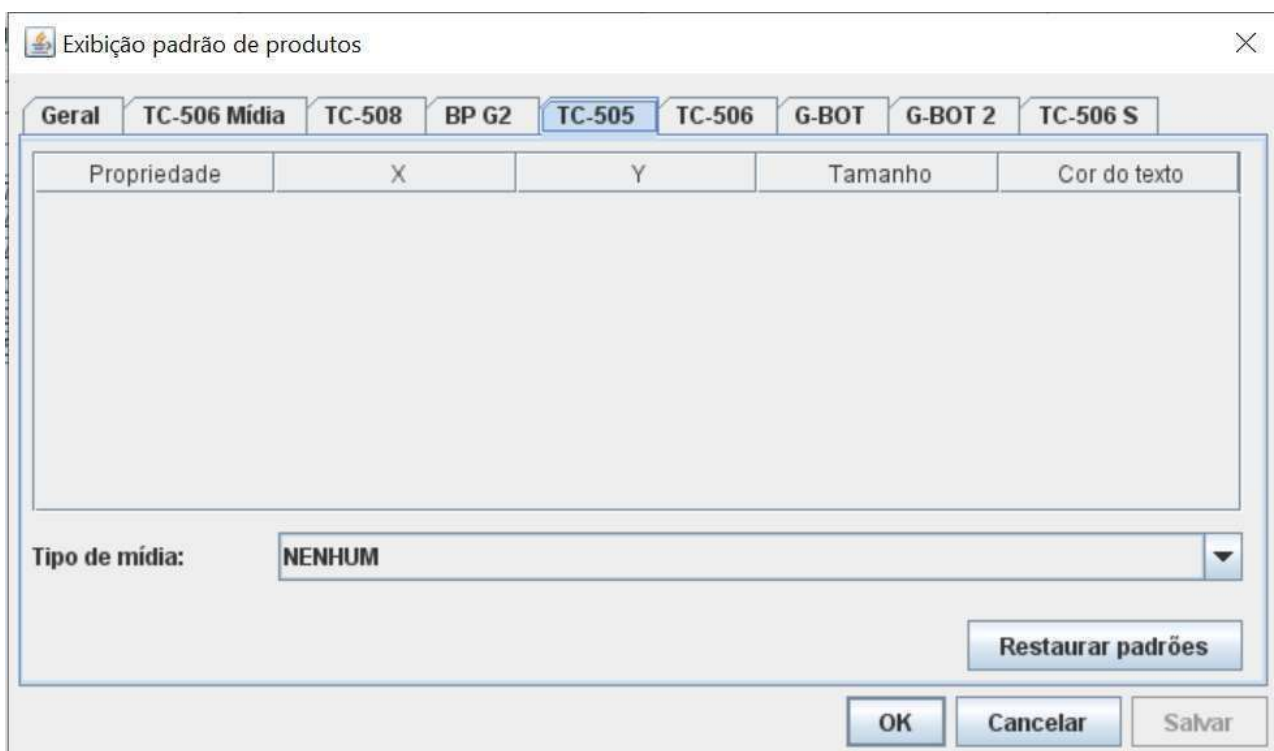 Exibição padrão de produtos
Geral TC-506 Mídia TC-508 BP G2 TC-505 TC-506 G-BOT G-BOT 2 TC-506 S
Propriedade X Y Tamanho Cor do texto
Tipo de mídia: NENHUM
Restaurar padrões
OK Cancelar Salvar